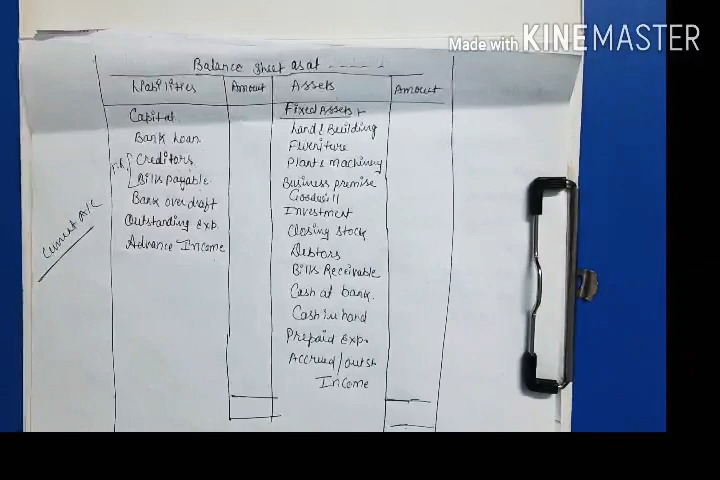 Made with KINEMASTER
Balance Sheet as at -----
Liabilities Amount Assets Amount
Capital
Bank Loan
Creditors
Bills payable
Bank over draft
Outstanding Exp.
Advance Income
Current A/C
Fixed Assets
Land & Building
Furniture
Plant & machinery
Business premise
Goodwill
Investment
Closing stock
Debtors
Bills Receivable
Cash at bank.
Cash in hand
Prepaid Exp.
Accrued/outst.
Income